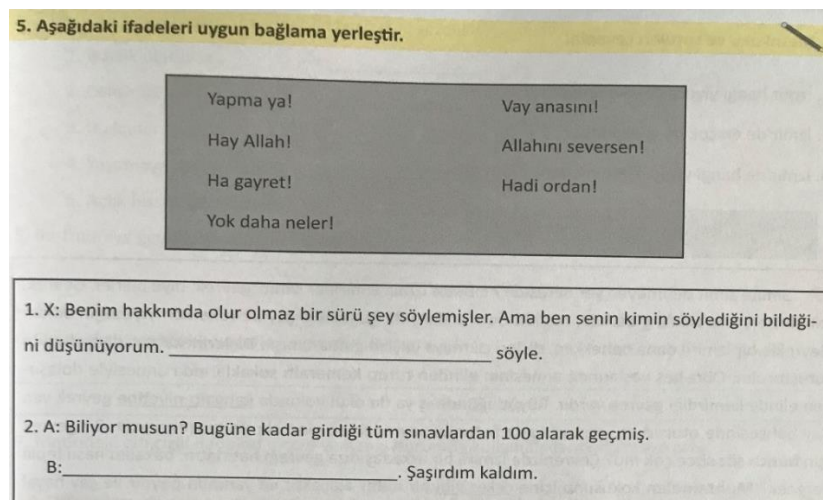 5. Aşağıdaki ifadeleri uygun bağlama yerleştir.
Yapma ya!
Vay anasını!
Hay Allah!
Allahını seversen!
Ha gayret!
Hadi ordan!
Yok daha neler!
1. X: Benim hakkımda olur olmaz bir sürü şey söylemişler. Ama ben senin kimin söylediğini bildiği-
ni düşünüyorum. ______________________ söyle.
2. A: Biliyor musun? Bugüne kadar girdiği tüm sınavlardan 100 alarak geçmiş.
B:______________________. Şaşırdım kaldım.